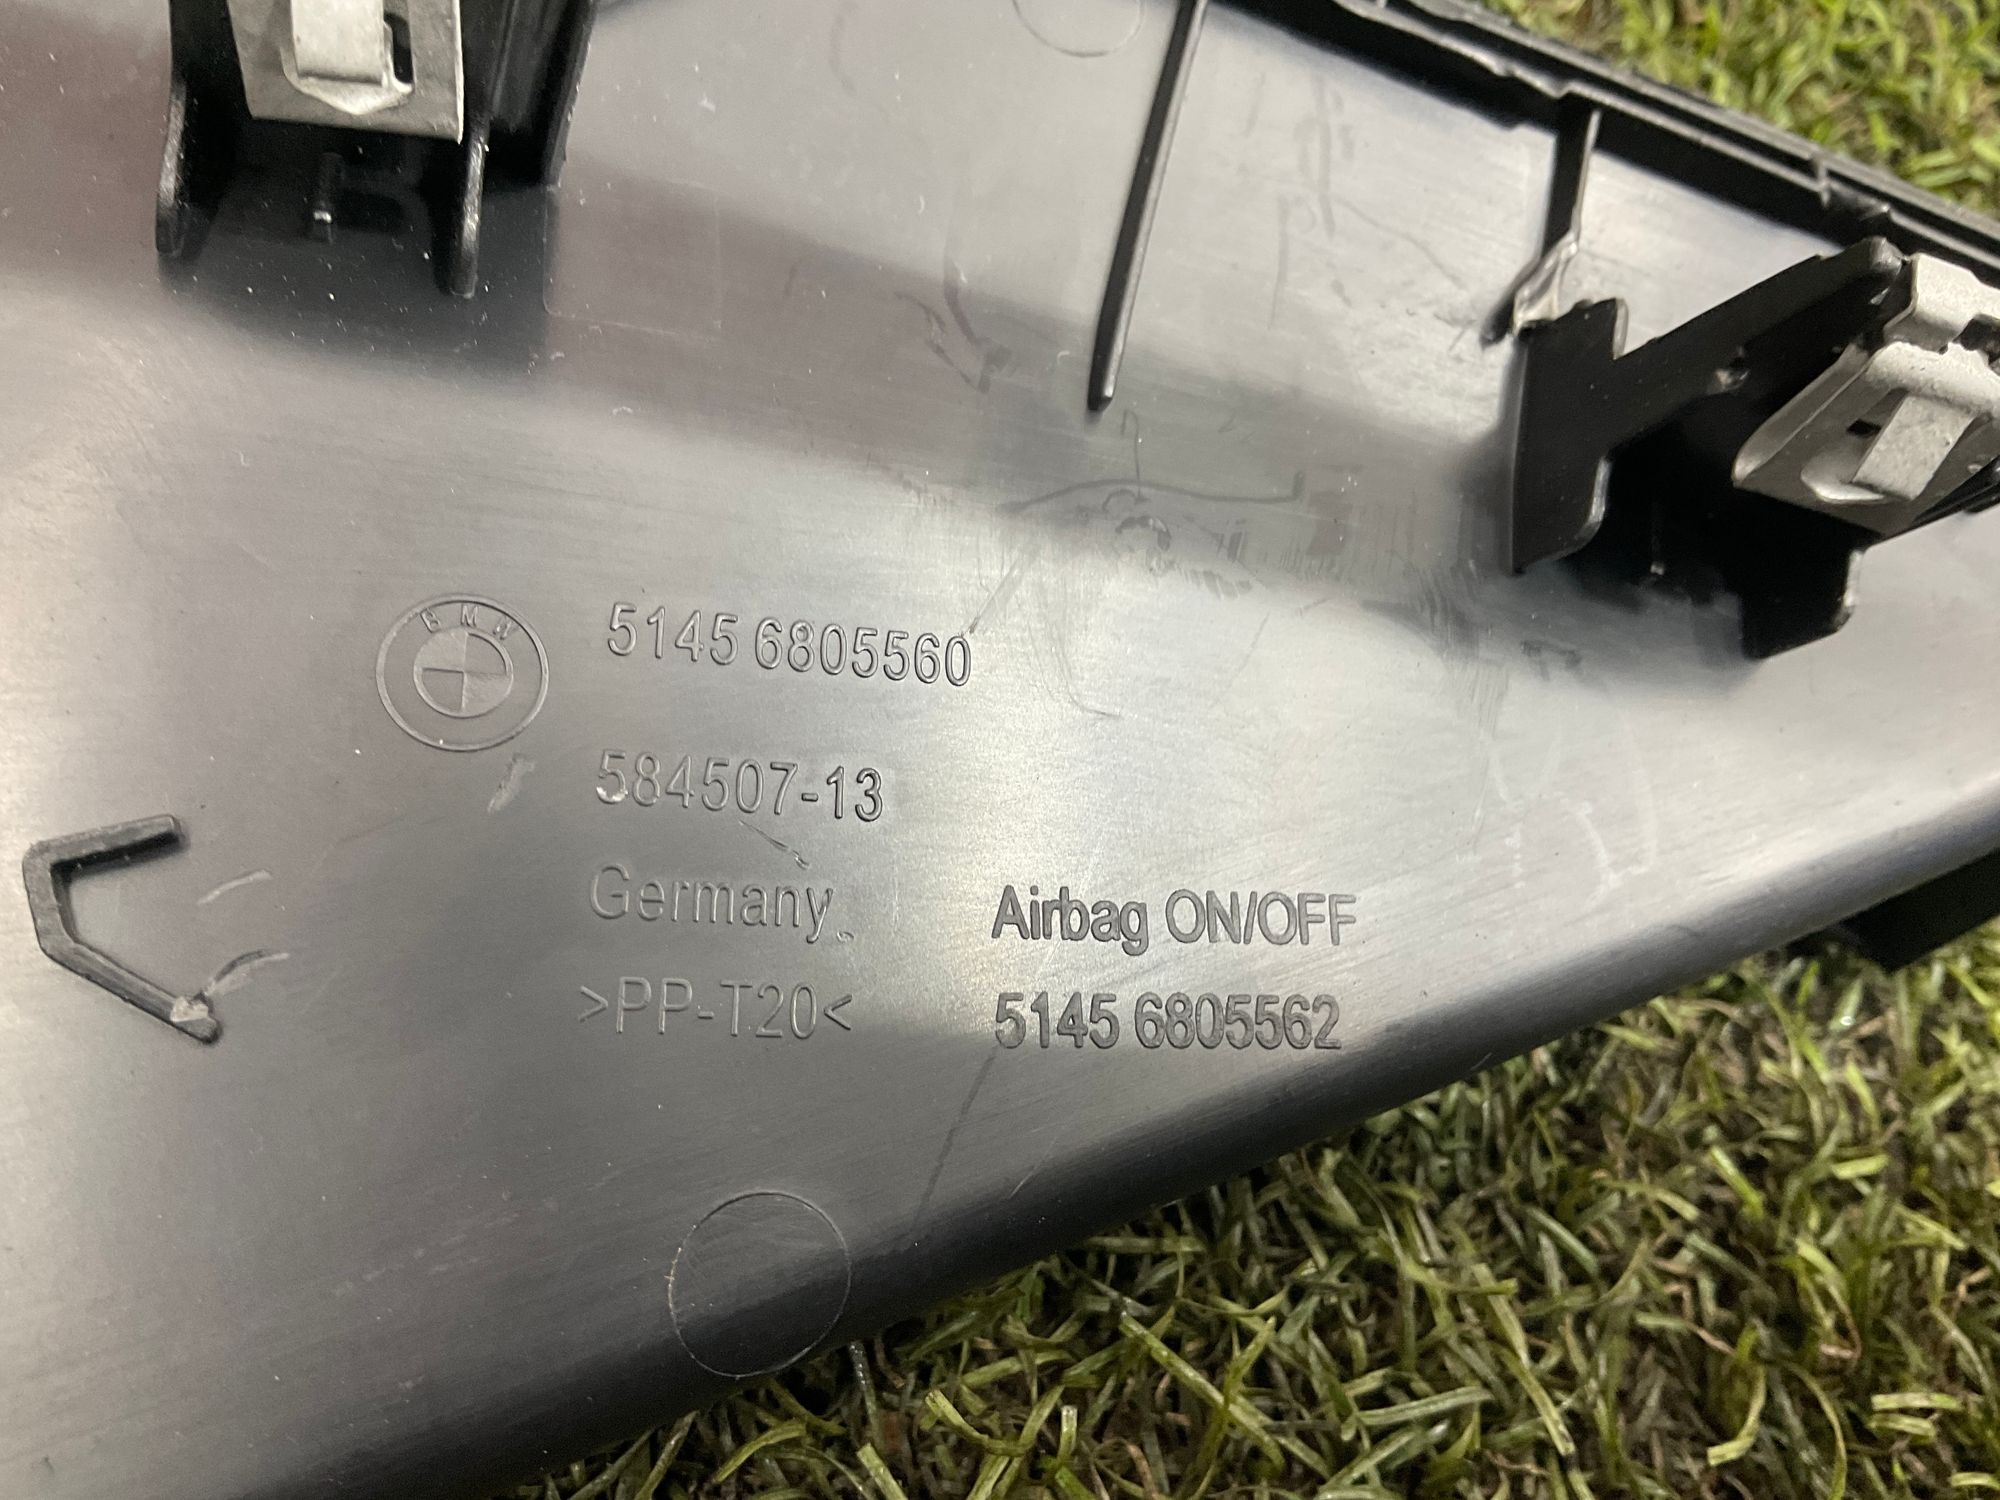 BMW
5145 6805560
584507-13
Germany
>PP-T20<
Airbag ON/OFF
5145 6805562